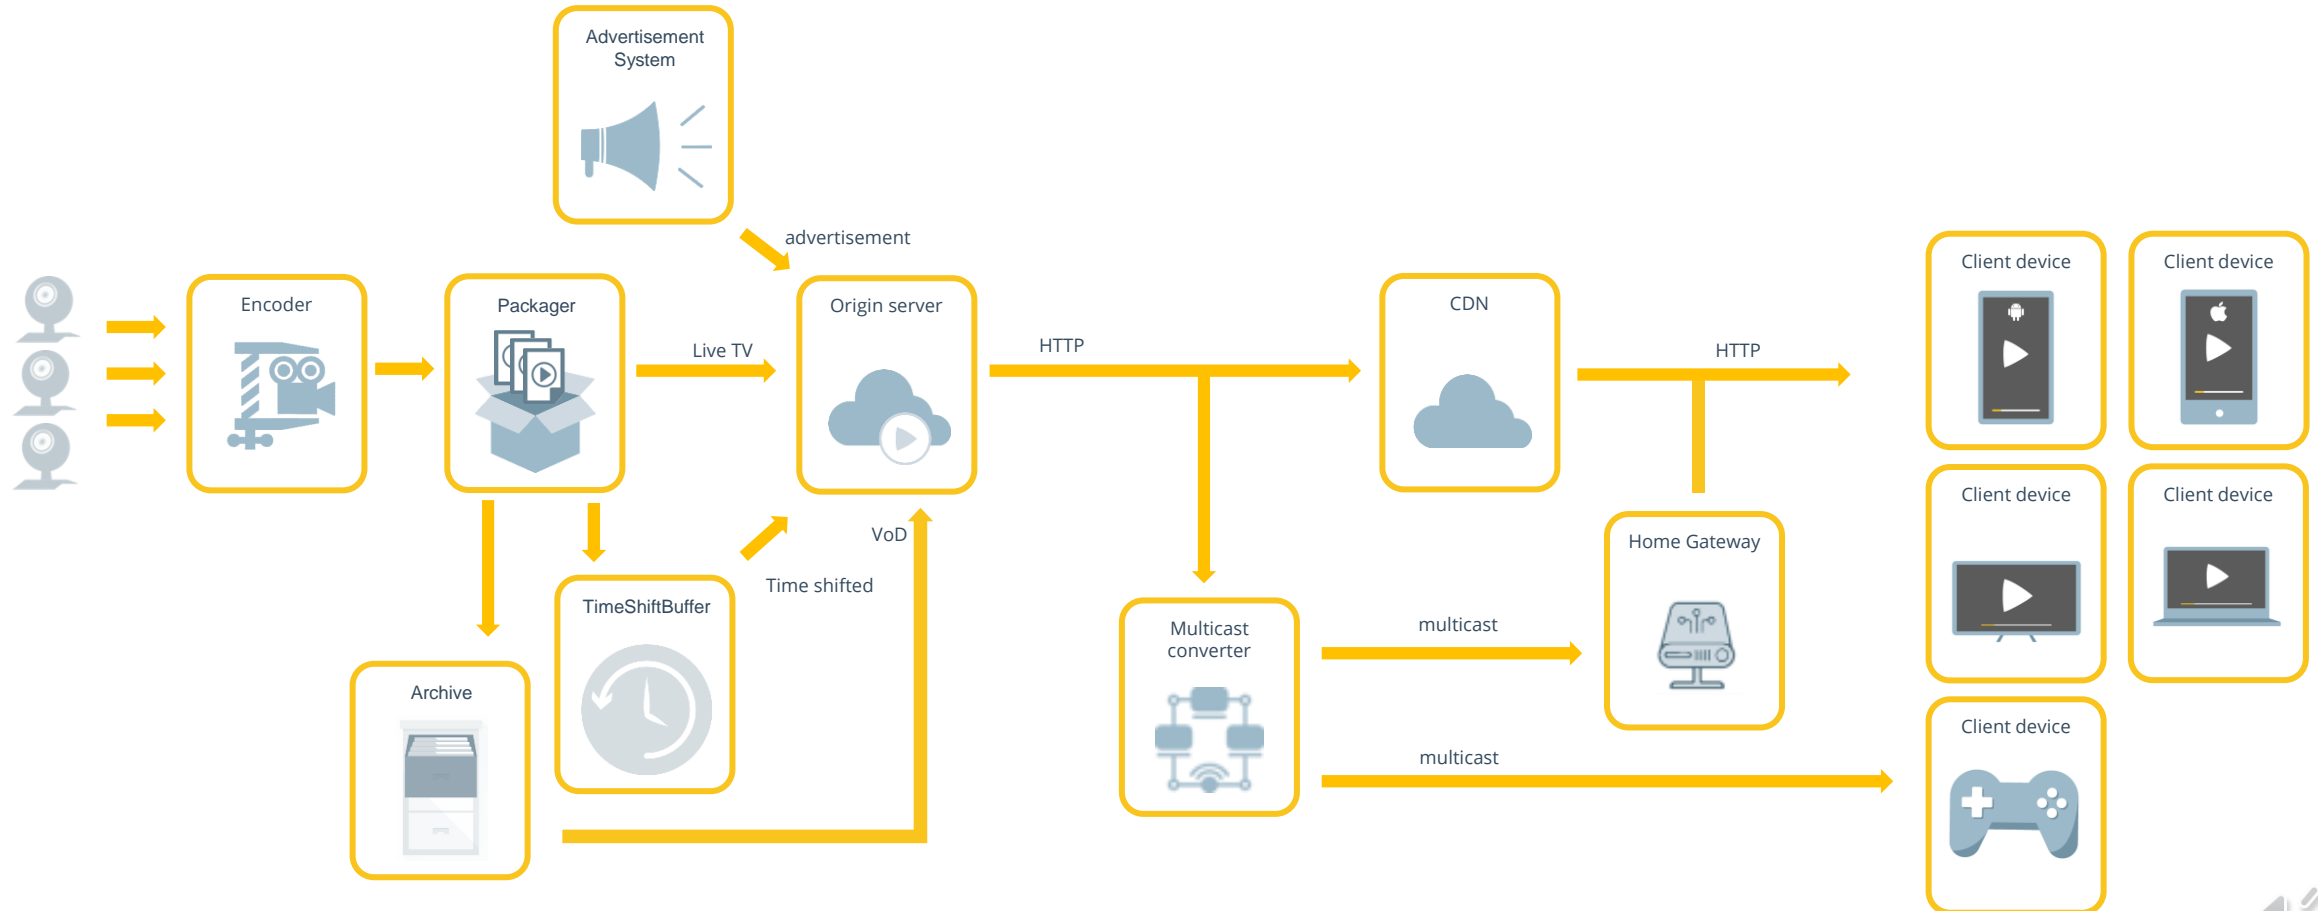 Advertisement
System
advertisement
Encoder
Packager
Live TV
Origin server
HTTP
CDN
HTTP
Client device
Client device
Client device
Client device
VoD
Time shifted
TimeShiftBuffer
Archive
Multicast
converter
multicast
Home Gateway
multicast
Client device